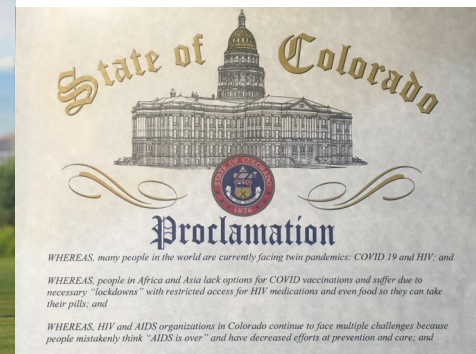 State of Colorado
STATE OF COLORADO
1876
Proclamation
WHEREAS, many people in the world are currently facing twin pandemics: COVID 19 and HIV; and
WHEREAS, people in Africa and Asia lack options for COVID vaccinations and suffer due to
necessary “lockdowns” with restricted access for HIV medications and even food so they can take
their pills; and
WHEREAS, HIV and AIDS organizations in Colorado continue to face multiple challenges because
people mistakenly think “AIDS is over” and have decreased efforts at prevention and care; and